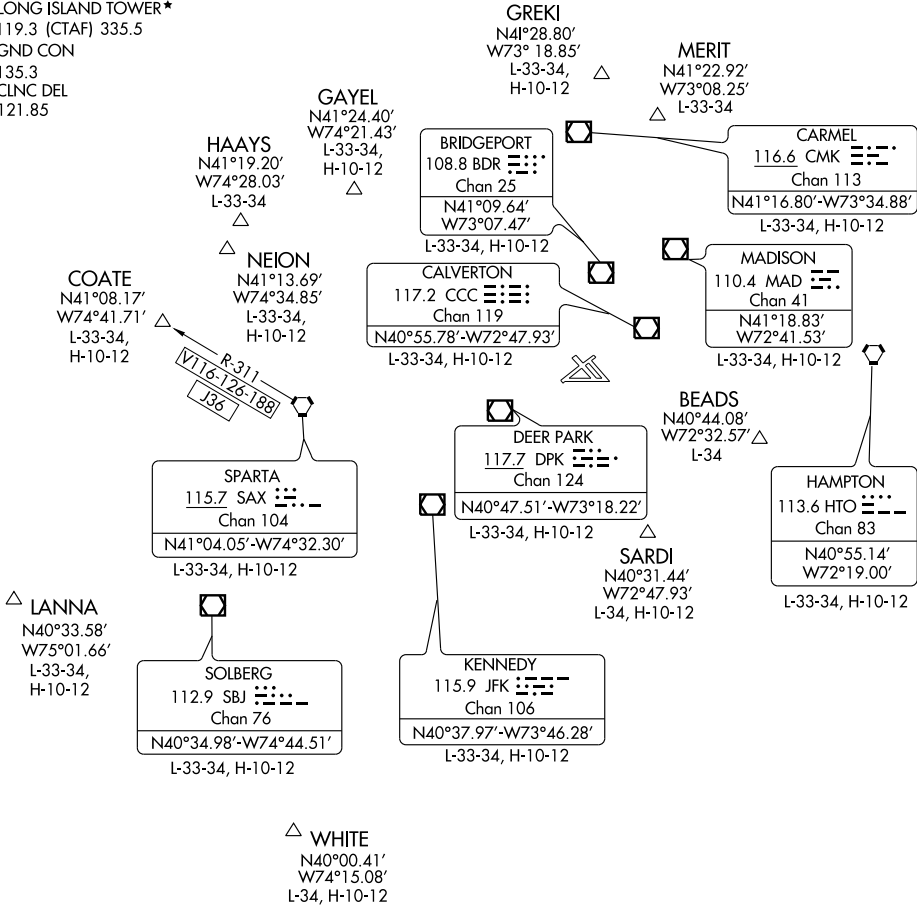 LONG ISLAND TOWER★
119.3 (CTAF) 335.5
GND CON
135.3
CLNC DEL
121.85
GREKI
N41°28.80′
W73° 18.85′
L-33-34,
H-10-12
MERIT
N41°22.92′
W73°08.25′
L-33-34
GAYEL
N41°24.40′
W74°21.43′
L-33-34,
H-10-12
HAAYS
N41°19.20′
W74°28.03′
L-33-34
BRIDGEPORT
108.8 BDR
Chan 25
N41°09.64′
W73°07.47′
L-33-34, H-10-12
CARMEL
116.6 CMK
Chan 113
N41°16.80′-W73°34.88′
L-33-34, H-10-12
NEION
N41°13.69′
W74°34.85′
L-33-34,
H-10-12
COATE
N41°08.17′
W74°41.71′
L-33-34,
H-10-12
CALVERTON
117.2 CCC
Chan 119
N40°55.78′-W72°47.93′
L-33-34, H-10-12
MADISON
110.4 MAD
Chan 41
N41°18.83′
W72°41.53′
L-33-34, H-10-12
R-311
V116-126-188
J36
BEADS
N40°44.08′
W72°32.57′
L-34
DEER PARK
117.7 DPK
Chan 124
N40°47.51′-W73°18.22′
L-33-34, H-10-12
SPARTA
115.7 SAX
Chan 104
N41°04.05′-W74°32.30′
L-33-34, H-10-12
HAMPTON
113.6 HTO
Chan 83
N40°55.14′
W72°19.00′
L-33-34, H-10-12
SARDI
N40°31.44′
W72°47.93′
L-34, H-10-12
LANNA
N40°33.58′
W75°01.66′
L-33-34,
H-10-12
SOLBERG
112.9 SBJ
Chan 76
N40°34.98′-W74°44.51′
L-33-34, H-10-12
KENNEDY
115.9 JFK
Chan 106
N40°37.97′-W73°46.28′
L-33-34, H-10-12
WHITE
N40°00.41′
W74°15.08′
L-34, H-10-12